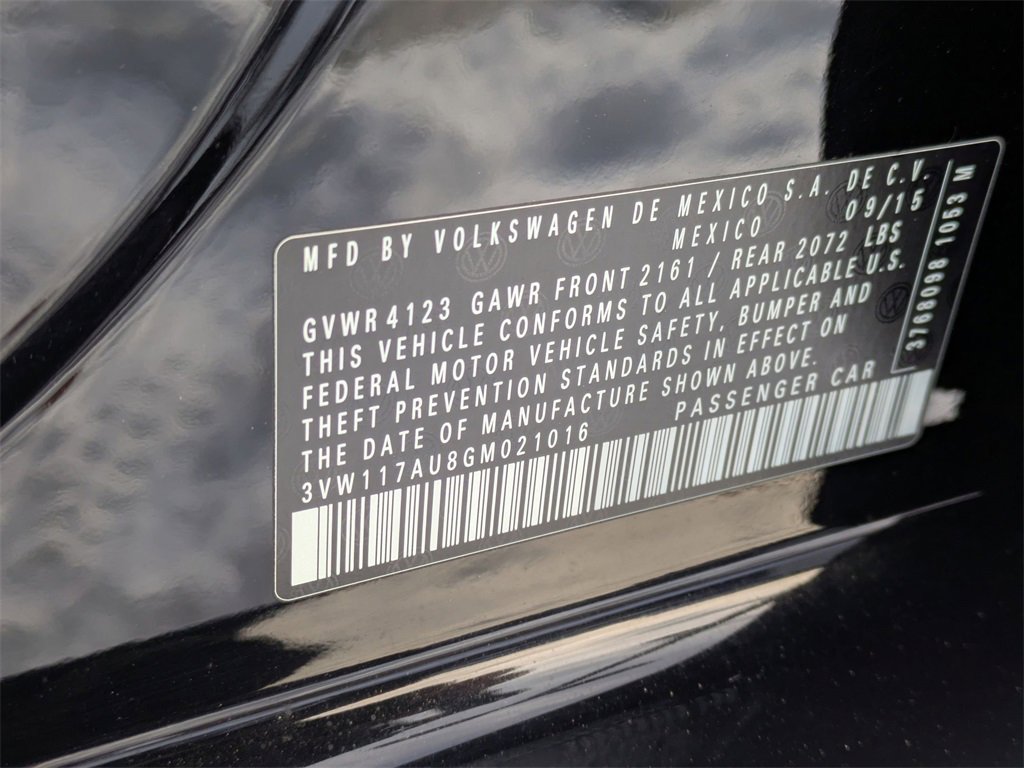 MFD BY VOLKSWAGEN DE MEXICO S.A. DE C.V.
MEXICO 09/15
GVWR 4123 GAWR FRONT 2161 / REAR 2072 LBS
THIS VEHICLE CONFORMS TO ALL APPLICABLE U.S.
FEDERAL MOTOR VEHICLE SAFETY, BUMPER AND
THEFT PREVENTION STANDARDS IN EFFECT ON
THE DATE OF MANUFACTURE SHOWN ABOVE.
3VW117AU8GM021016 PASSENGER CAR
1053 M